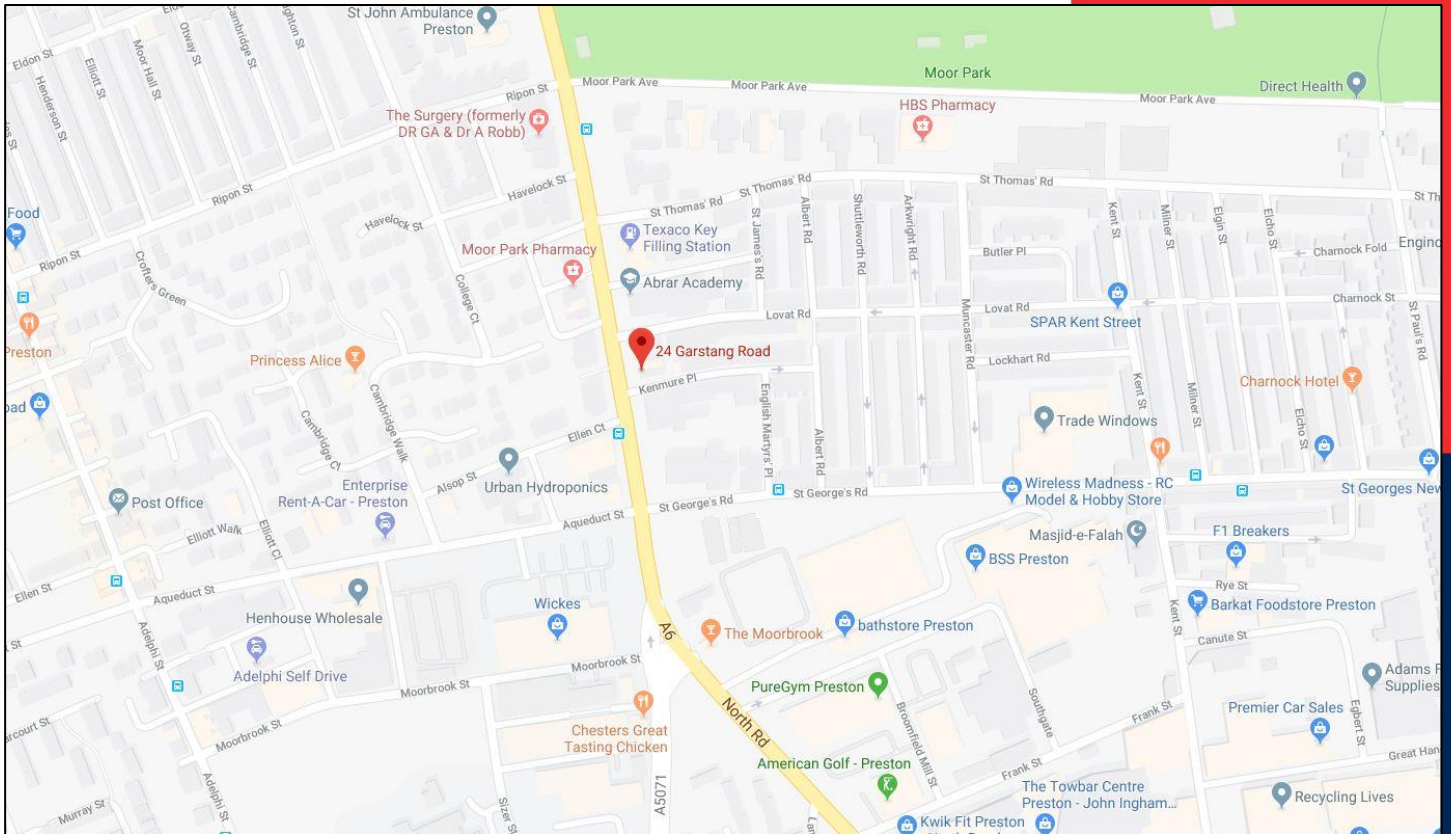 St John Ambulance
Preston
Eldon St
Otway St
Cambridge St
Moor Hall St
Elliott St
Henderson St
Ripon St
Moor Park Ave
Moor Park Ave
Moor Park
Moor Park Ave
Direct Health
The Surgery (formerly
DR GA & Dr A Robb)
HBS Pharmacy
Havelock St
St Thomas' Rd
St Thomas' Rd
St Thomas' Rd
Ripon St
Havelock St
Food
Texaco Key
Filling Station
St James's Rd
Albert Rd
Shuttleworth Rd
Arkwright Rd
Kent St
Milner St
Elgin St
Elcho St
Butler Pl
Charnock Fold
Moor Park Pharmacy
Ripon St
Crofters Green
College Ct
Abrar Academy
Muncaster Rd
Lovat Rd
Lovat Rd
SPAR Kent Street
Charnock St
St Paul's Rd
Preston
Princess Alice
24 Garstang Road
Lockhart Rd
Kenmure Pl
Charnock Hotel
Cambridge Walk
Cambridge Ct
English Martyrs' Pl
Albert Rd
Kent St
Milner St
Elcho St
Trade Windows
Ellen Ct
Alsop St
Urban Hydroponics
Enterprise
Rent-A-Car - Preston
Post Office
St George's Rd
St George's Rd
Wireless Madness - RC
Model & Hobby Store
St Georges New
Aqueduct St
Elliott Walk
Elliott Ct
Masjid-e-Falah
F1 Breakers
BSS Preston
Ellen St
Aqueduct St
Rye St
Henhouse Wholesale
Wickes
A6
The Moorbrook
bathstore Preston
Kent St
Barkat Foodstore Preston
Canute St
Adelphi St
Adelphi Self Drive
Moorbrook St
Moorbrook St
PureGym Preston
Southgate
Adams F
Supplies
Egbert St
Premier Car Sales
Chesters Great
Tasting Chicken
North Rd
Broomfield Mill St
Frank St
Moorbrook St
Adelphi St
American Golf - Preston
Frank St
Great Han
A5071
Sizer St
Murray St
The Towbar Centre
Preston - John Ingham...
Recycling Lives
Kwik Fit Preston